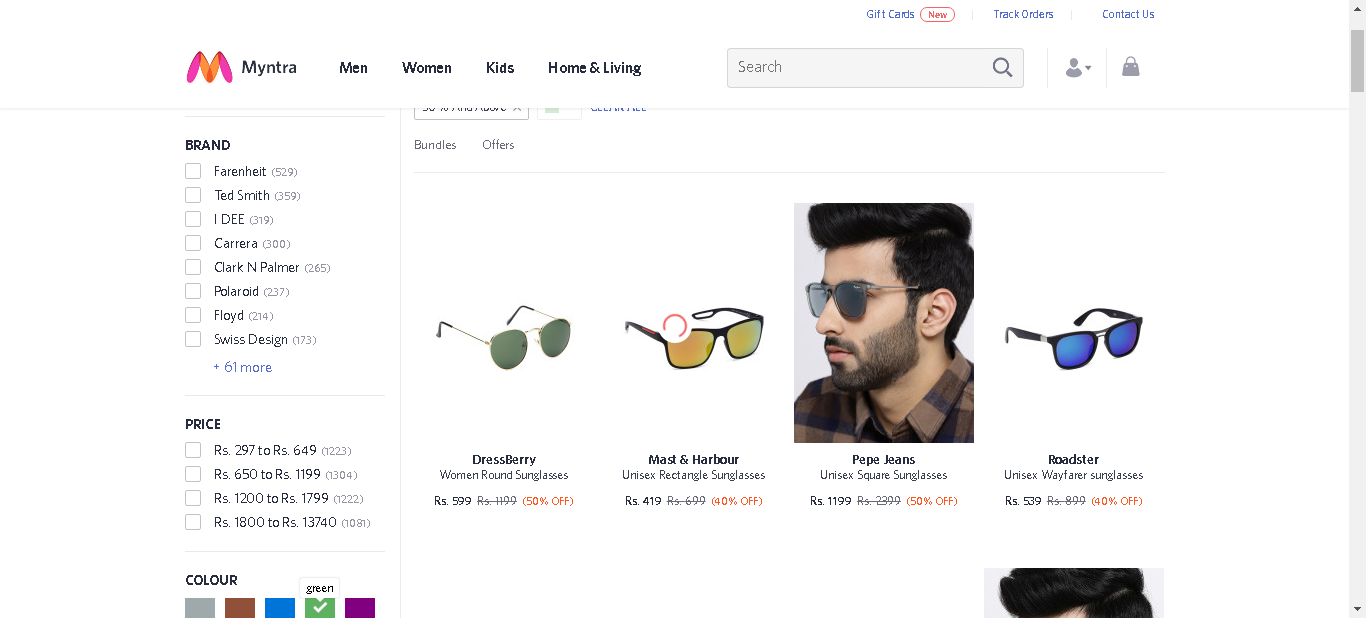 Gift Cards New Track Orders Contact Us
Myntra Men Women Kids Home & Living Search
50 % And Above × CLEAR ALL
Bundles Offers
BRAND
Farenheit (529)
Ted Smith (359)
I DEE (319)
Carrera (300)
Clark N Palmer (265)
Polaroid (237)
Floyd (214)
Swiss Design (173)
+ 61 more
PRICE
Rs. 297 to Rs. 649 (1223)
Rs. 650 to Rs. 1199 (1304)
Rs. 1200 to Rs. 1799 (1222)
Rs. 1800 to Rs. 13740 (1081)
COLOUR
green
DressBerry
Women Round Sunglasses
Rs. 599 Rs. 1199 (50% OFF)
Mast & Harbour
Unisex Rectangle Sunglasses
Rs. 419 Rs. 699 (40% OFF)
Pepe Jeans
Unisex Square Sunglasses
Rs. 1199 Rs. 2399 (50% OFF)
Roadster
Unisex Wayfarer sunglasses
Rs. 539 Rs. 899 (40% OFF)